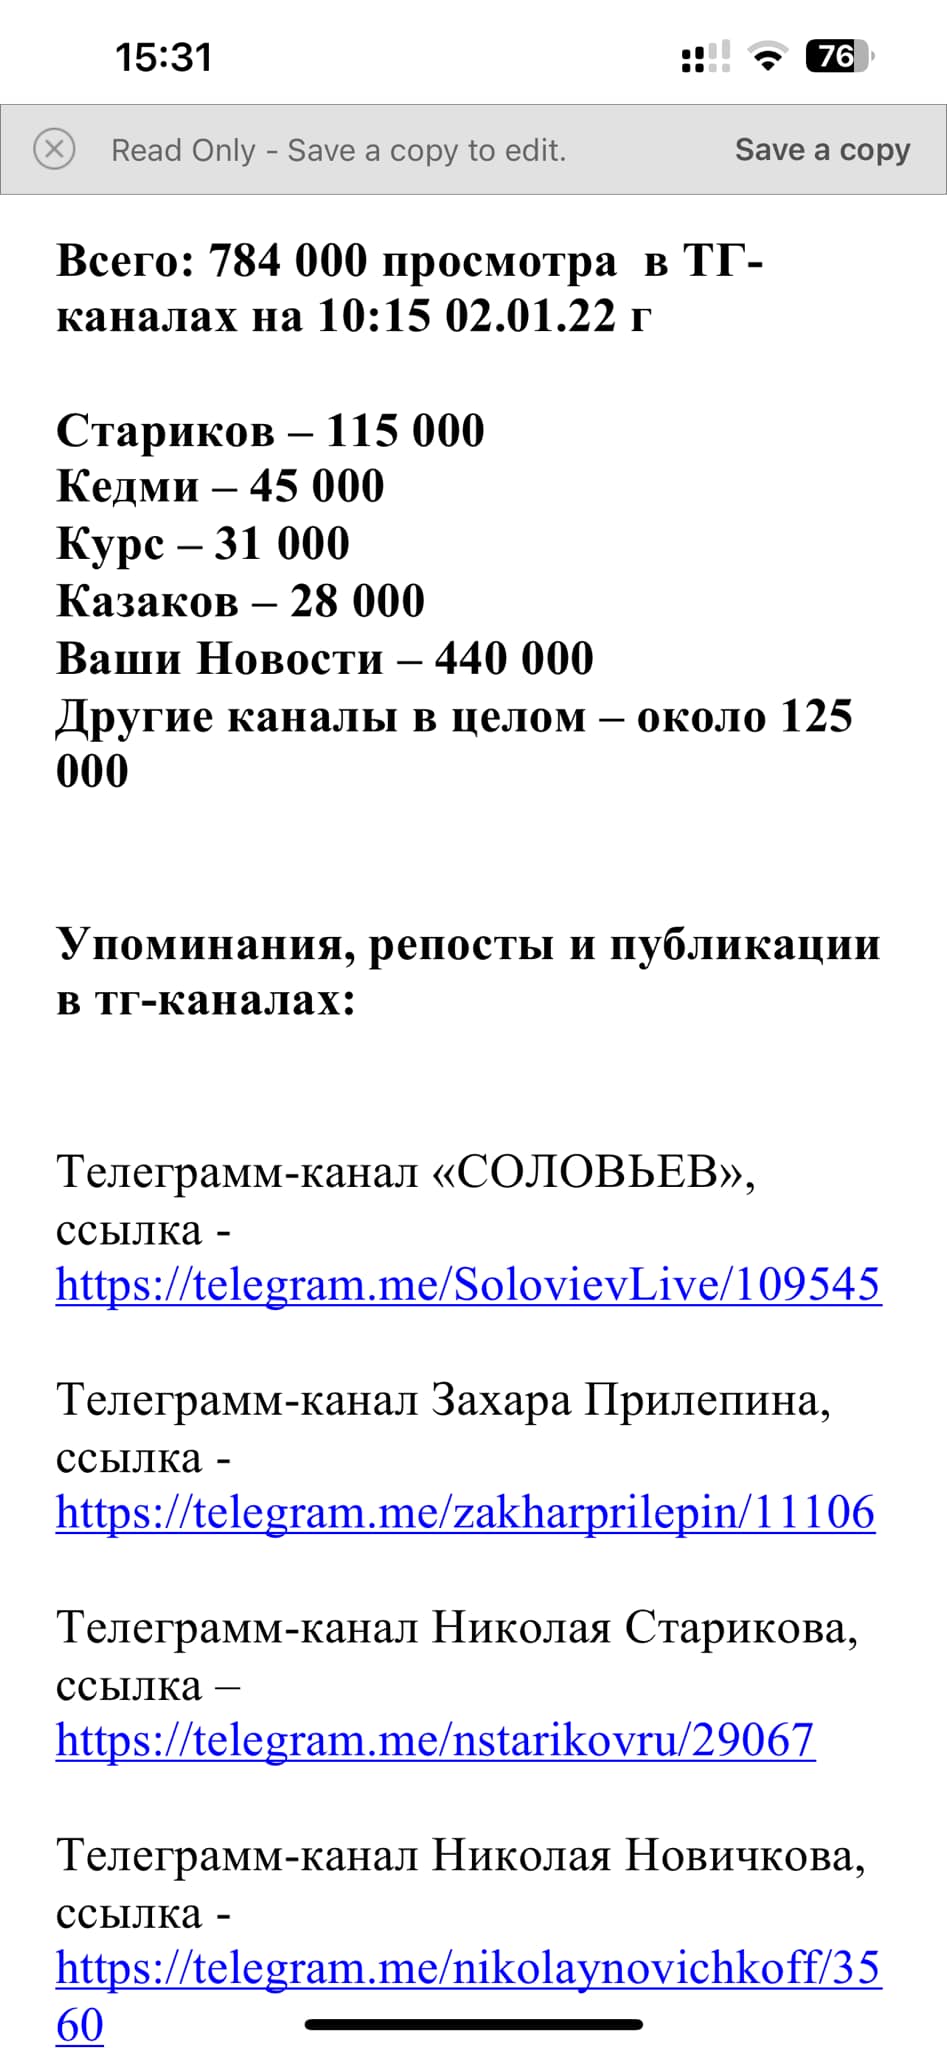 15:31
76
Read Only - Save a copy to edit.
Save a copy
Всего: 784 000 просмотра  в ТГ-
каналах на 10:15 02.01.22 г
Стариков – 115 000
Кедми – 45 000
Курс – 31 000
Казаков – 28 000
Ваши Новости – 440 000
Другие каналы в целом – около 125
000
Упоминания, репосты и публикации
в тг-каналах:
Телеграмм-канал «СОЛОВЬЕВ»,
ссылка -
https://telegram.me/SolovievLive/109545
Телеграмм-канал Захара Прилепина,
ссылка -
https://telegram.me/zakharprilepin/11106
Телеграмм-канал Николая Старикова,
ссылка –
https://telegram.me/nstarikovru/29067
Телеграмм-канал Николая Новичкова,
ссылка -
https://telegram.me/nikolaynovichkoff/35
60